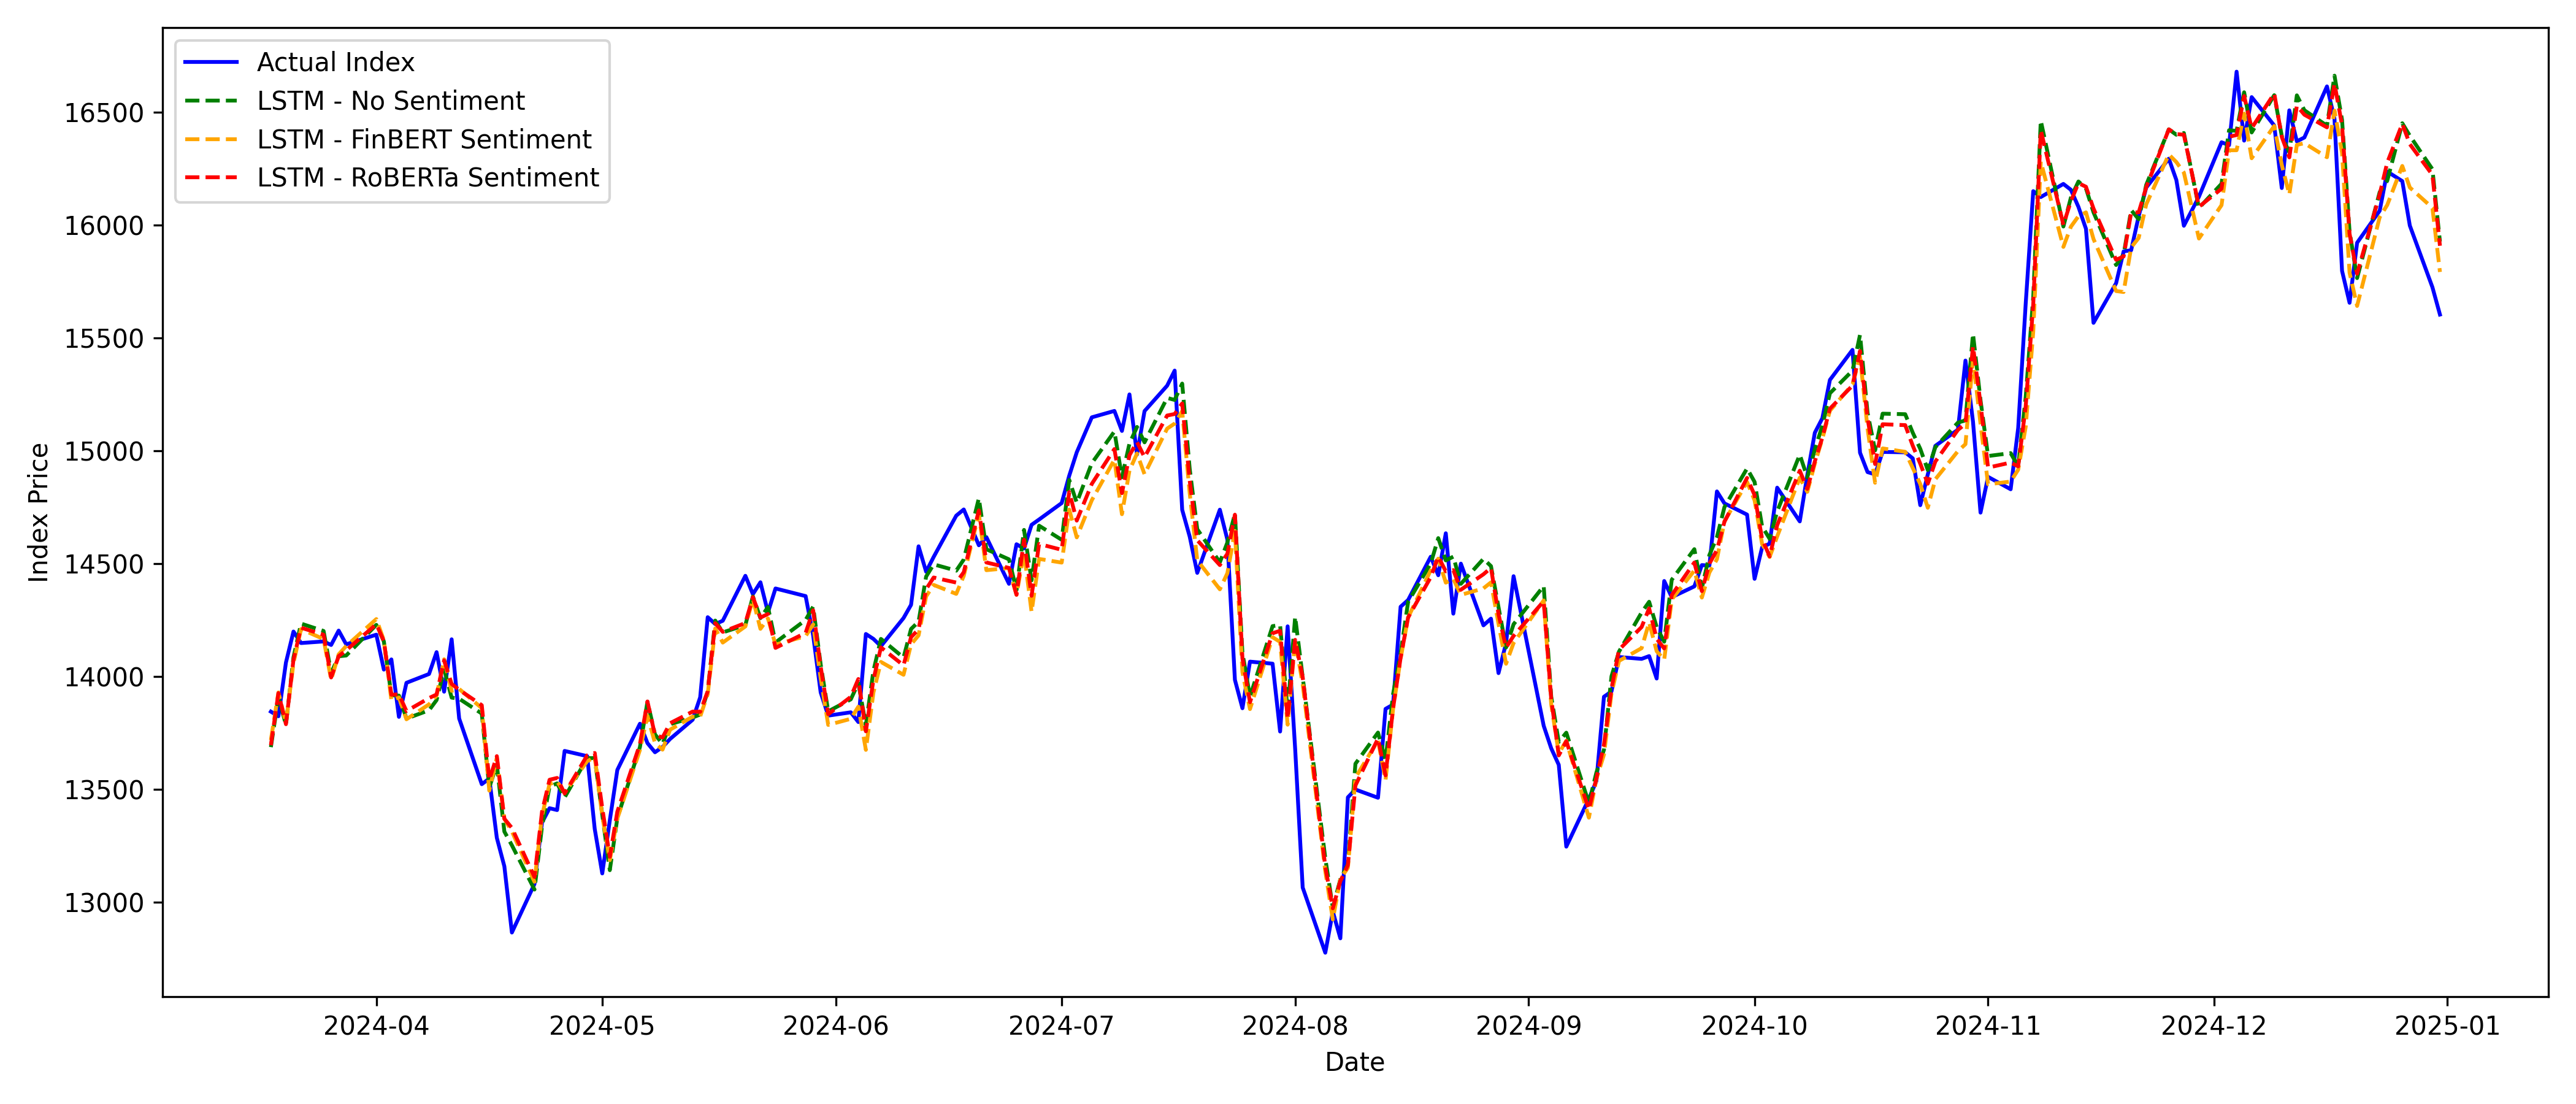 Actual Index
LSTM - No Sentiment
LSTM - FinBERT Sentiment
LSTM - RoBERTa Sentiment
16500
16000
15500
15000
14500
14000
13500
13000
Index Price
2024-04 2024-05 2024-06 2024-07 2024-08 2024-09 2024-10 2024-11 2024-12 2025-01
Date